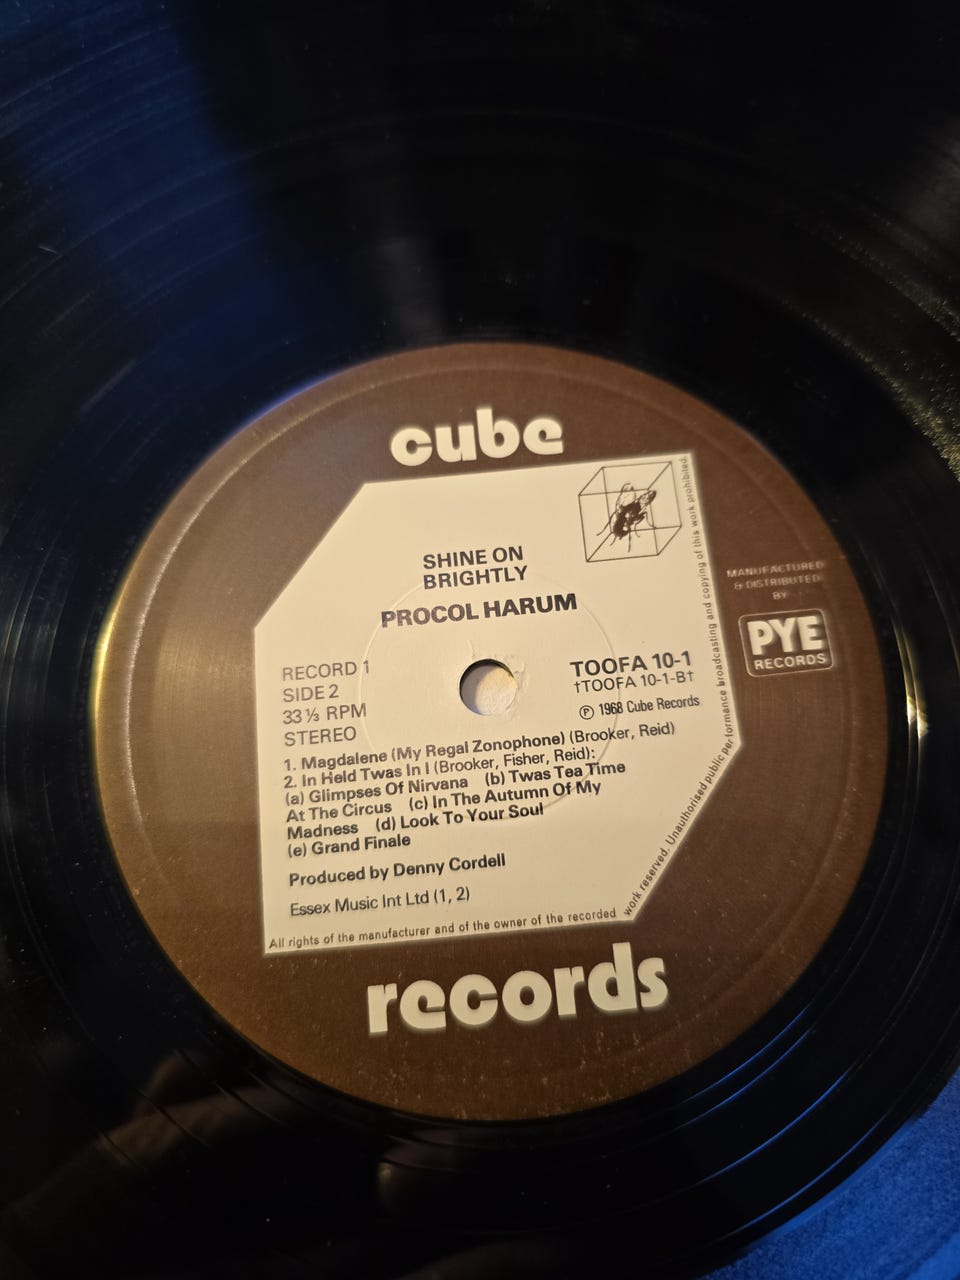 cube
SHINE ON
BRIGHTLY
PROCOL HARUM
RECORD 1
SIDE 2
33⅓ RPM
STEREO
TOOFA 10-1
†TOOFA 10-1-B†
Ⓟ 1968 Cube Records
1. Magdalene (My Regal Zonophone) (Brooker, Reid)
2. In Held Twas In I (Brooker, Fisher, Reid):
(a) Glimpses Of Nirvana (b) Twas Tea Time
At The Circus (c) In The Autumn Of My
Madness (d) Look To Your Soul
(e) Grand Finale
Produced by Denny Cordell
Essex Music Int Ltd (1, 2)
All rights of the manufacturer and of the owner of the recorded
work reserved. Unauthorised public performance broadcasting and copying of this work prohibited.
MANUFACTURED
& DISTRIBUTED
BY
PYE
RECORDS
records